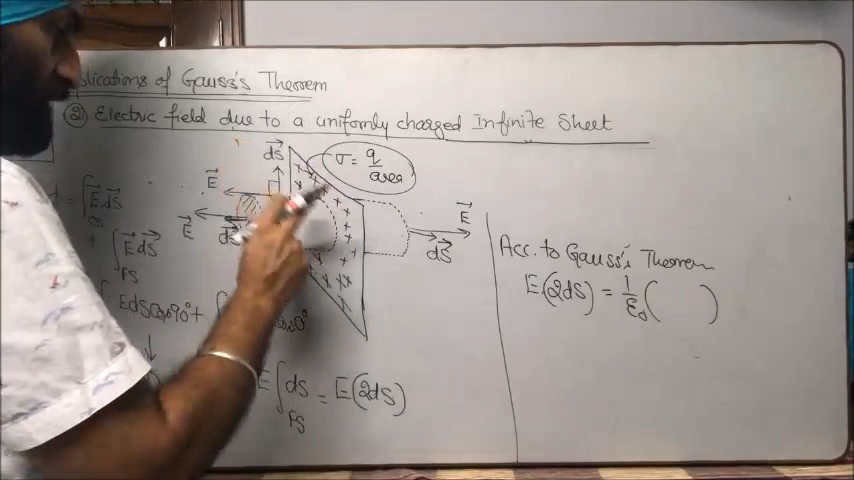 plications of Gauss's Theorem
② Electric field due to a uniformly charged Infinite Sheet
dS⃗
σ = q/area
E⃗
E⃗
E⃗
dS⃗
= ∫ E⃗ dS⃗
CS
+ ∫ E⃗ dS⃗
FS
E dS Cos 90° +
Cos 0°
E ∫ dS = E(2dS)
FS
Acc. to Gauss's Theorem
E(2dS) = 1/ε₀ ( )